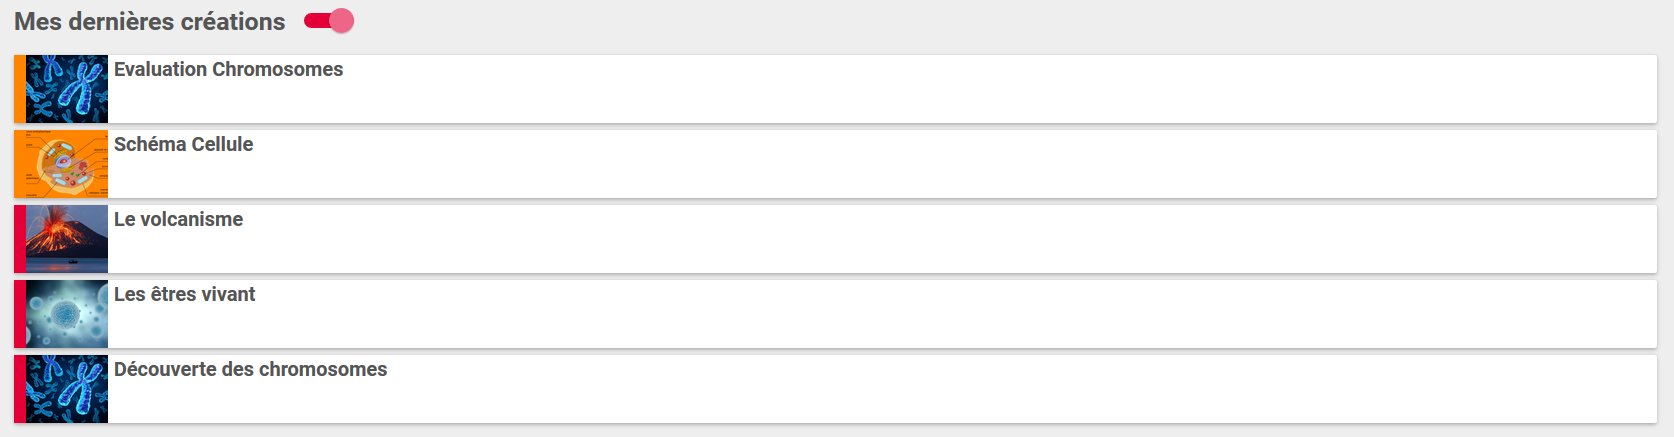 Mes dernières créations
Evaluation Chromosomes
Schéma Cellule
Le volcanisme
Les êtres vivant
Découverte des chromosomes